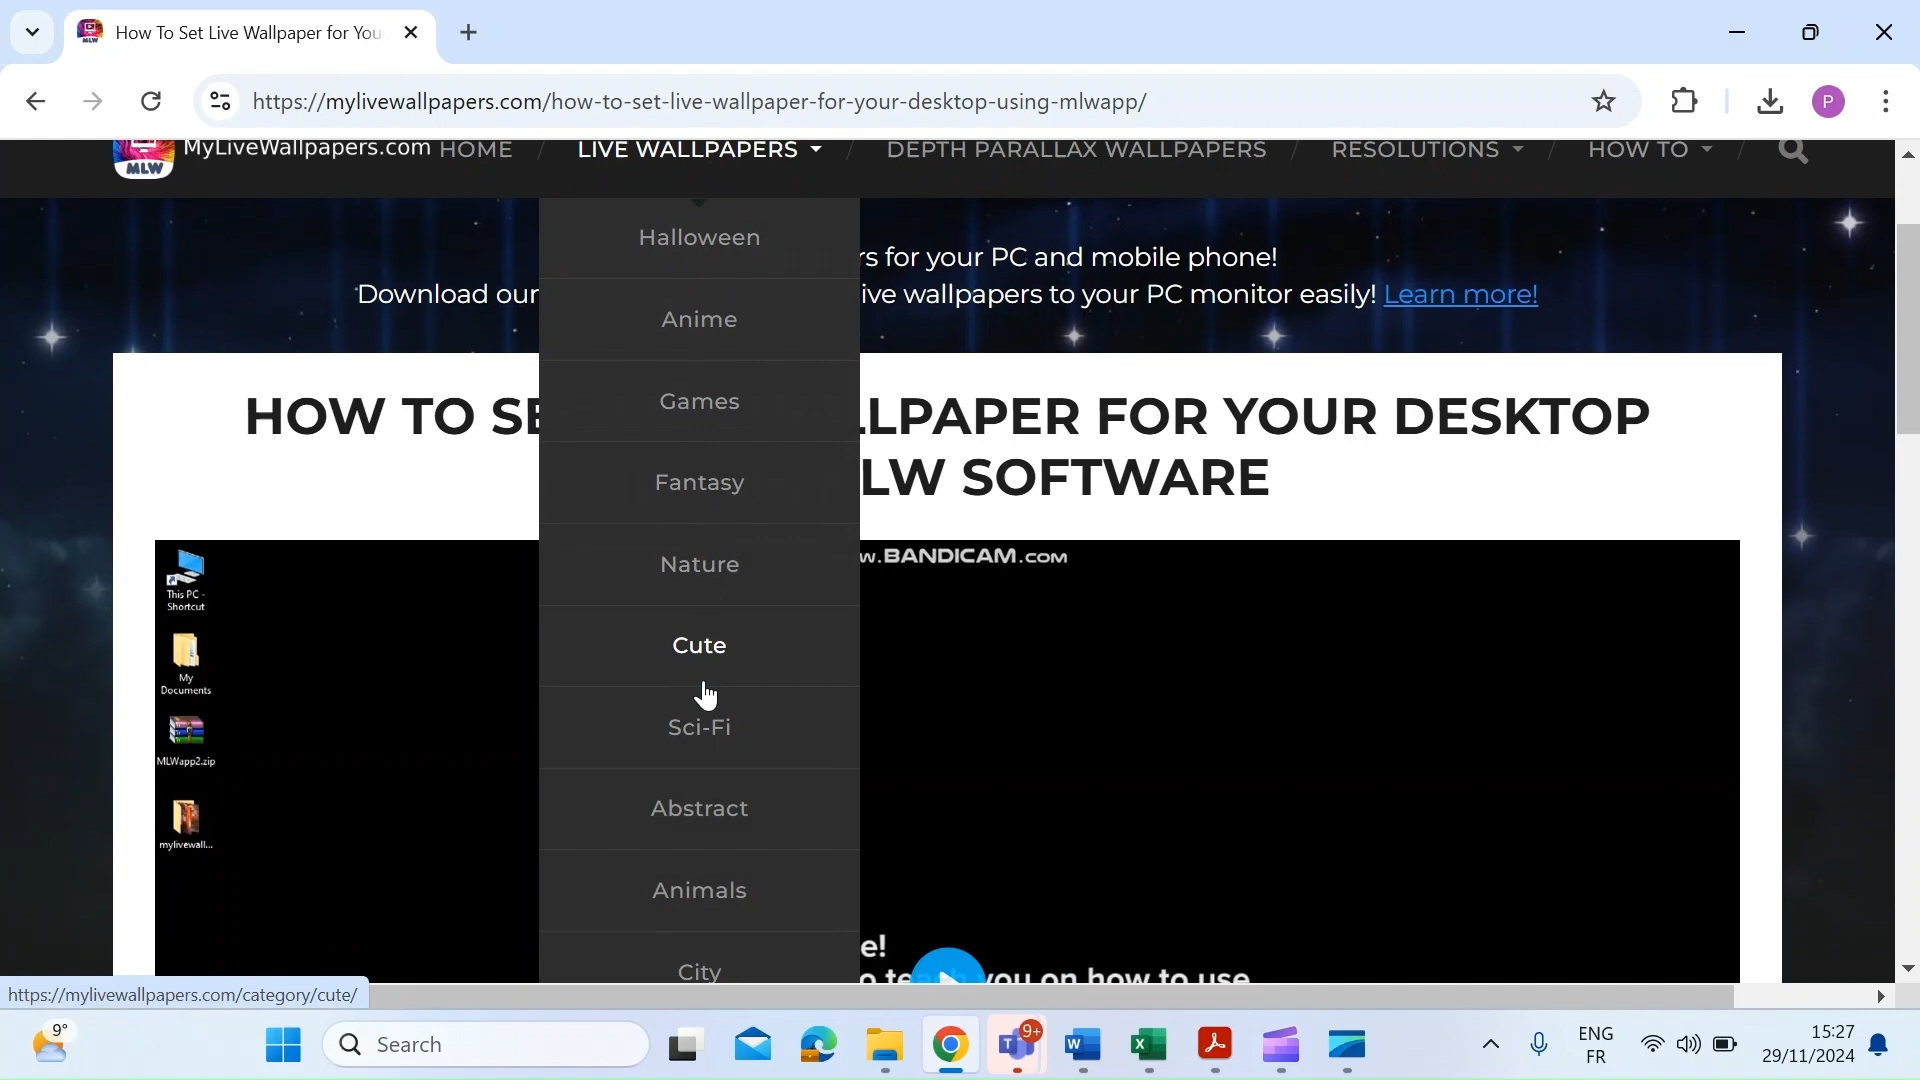 How To Set Live Wallpaper for You
https://mylivewallpapers.com/how-to-set-live-wallpaper-for-your-desktop-using-mlwapp/
P
MLW
MyLiveWallpapers.com
HOME / LIVE WALLPAPERS / DEPTH PARALLAX WALLPAPERS / RESOLUTIONS / HOW TO /
Halloween
Anime
Games
Fantasy
Nature
Cute
Sci-Fi
Abstract
Animals
City
rs for your PC and mobile phone!
Download our ive wallpapers to your PC monitor easily! Learn more!
HOW TO SE LLPAPER FOR YOUR DESKTOP
LW SOFTWARE
w.BANDICAM.COM
This PC -
Shortcut
My
Documents
MLWapp2.zip
mylivewall...
e!
o teach you on how to use
https://mylivewallpapers.com/category/cute/
9°
Search
9+
ENG
FR
15:27
29/11/2024